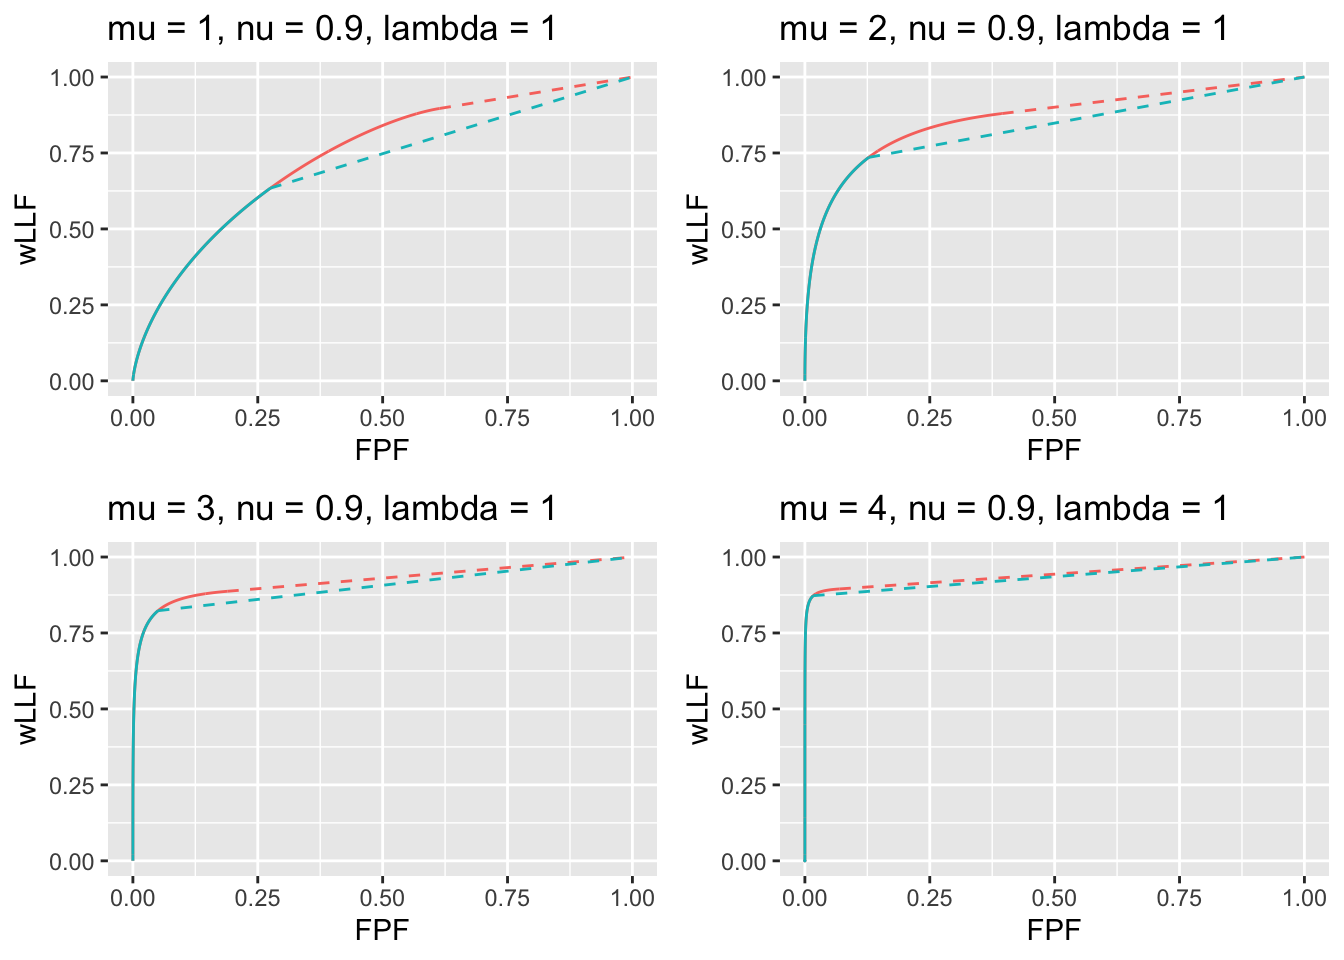 mu = 1, nu = 0.9, lambda = 1
1.00
0.75
0.50
0.25
0.00
wLLF
0.00 0.25 0.50 0.75 1.00
FPF
mu = 2, nu = 0.9, lambda = 1
1.00
0.75
0.50
0.25
0.00
wLLF
0.00 0.25 0.50 0.75 1.00
FPF
mu = 3, nu = 0.9, lambda = 1
1.00
0.75
0.50
0.25
0.00
wLLF
0.00 0.25 0.50 0.75 1.00
FPF
mu = 4, nu = 0.9, lambda = 1
1.00
0.75
0.50
0.25
0.00
wLLF
0.00 0.25 0.50 0.75 1.00
FPF